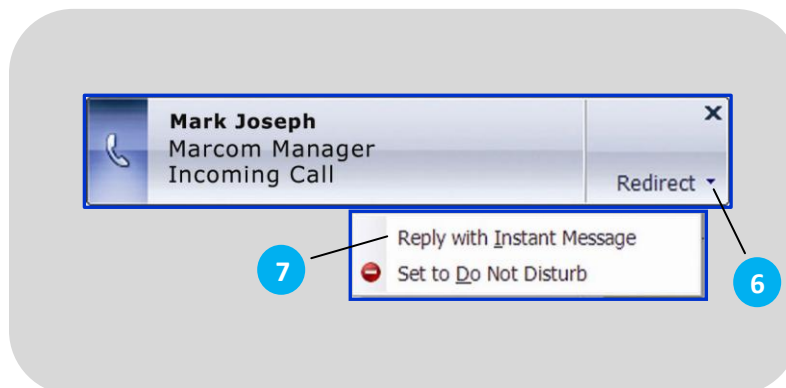 Mark Joseph
Marcom Manager
Incoming Call
Redirect
Reply with Instant Message
Set to Do Not Disturb
7
6